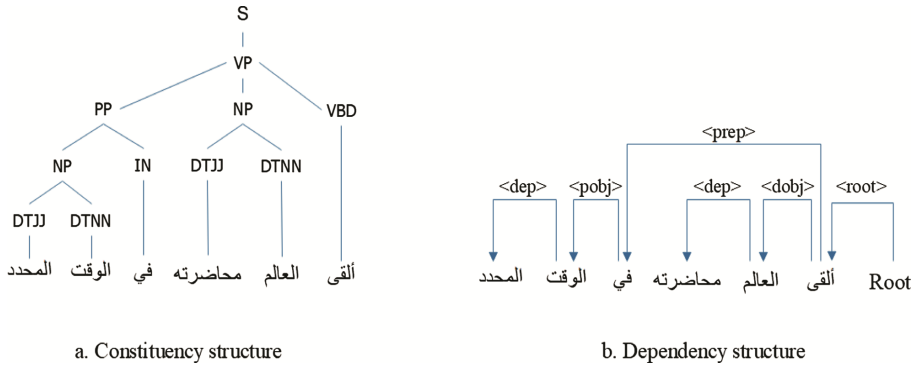 S
VP
PP NP VBD
NP IN DTJJ DTNN
DTJJ DTNN
ألقى العالم محاضرته في الوقت المحدد
a. Constituency structure
<prep>
<dep> <pobj> <dep> <dobj> <root>
Root ألقى العالم محاضرته في الوقت المحدد
b. Dependency structure